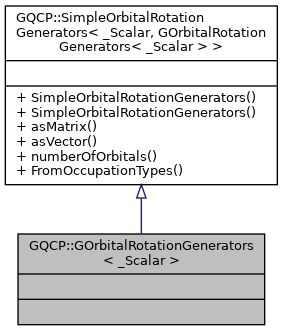 GQCP::SimpleOrbitalRotation
Generators< _Scalar, GOrbitalRotation
Generators< _Scalar > >
+ SimpleOrbitalRotationGenerators()
+ SimpleOrbitalRotationGenerators()
+ asMatrix()
+ asVector()
+ numberOfOrbitals()
+ FromOccupationTypes()
GQCP::GOrbitalRotationGenerators
< _Scalar >